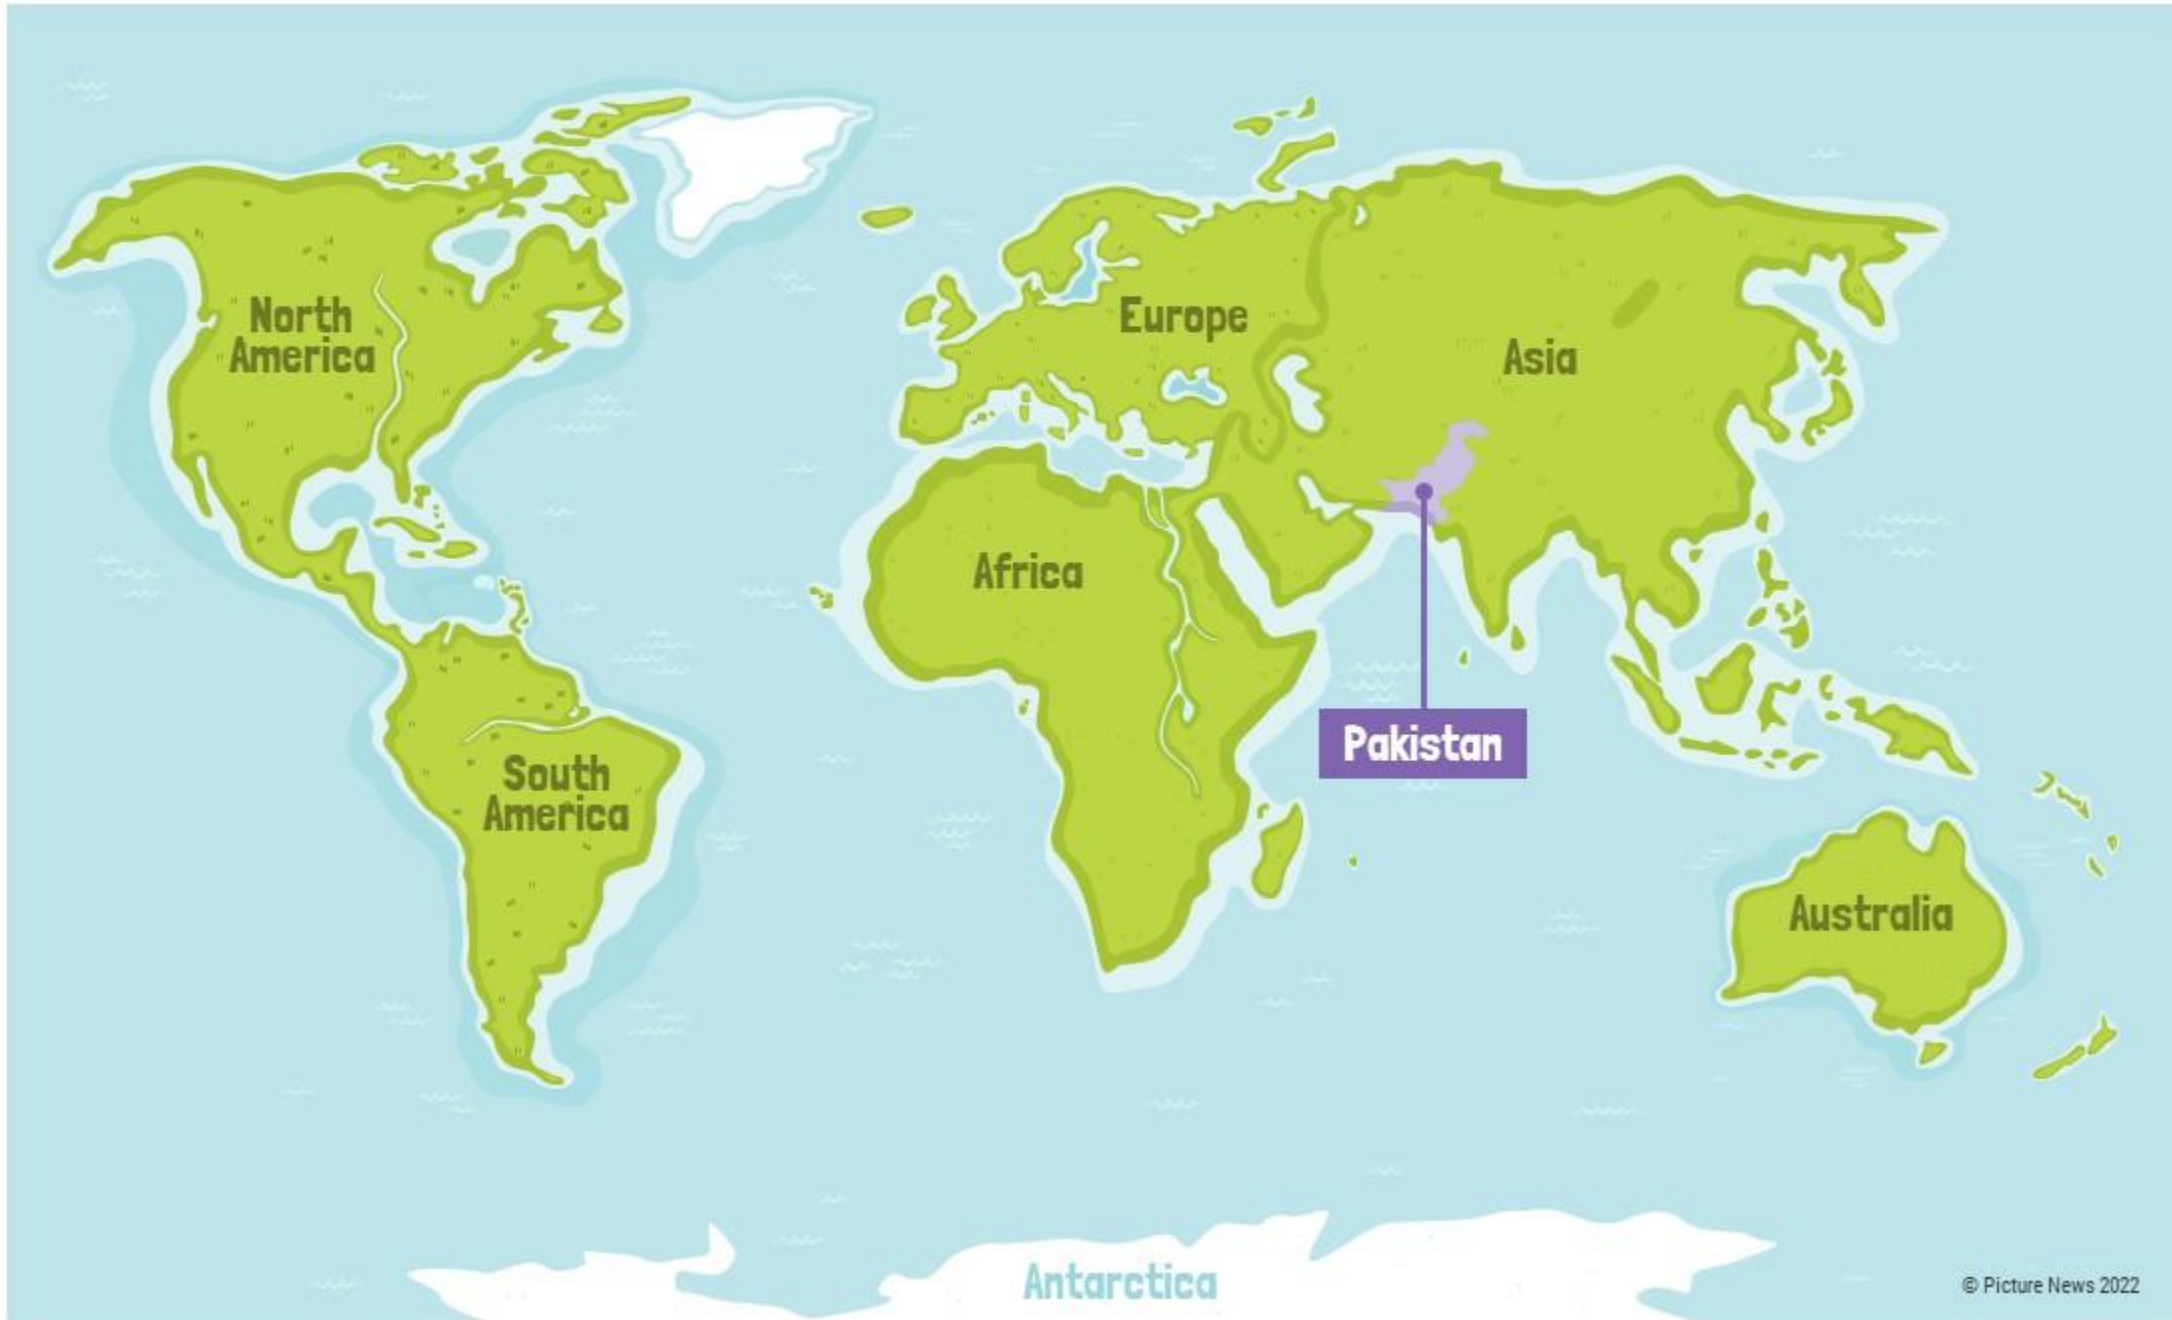 North
America
Europe
Asia
Africa
Pakistan
South
America
Australia
Antarctica
© Picture News 2022